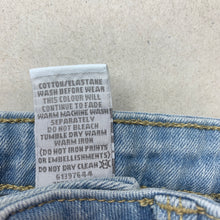 COTTON/ELASTANE
WASH BEFORE WEAR
THIS COLOUR WILL
CONTINUE TO FADE
WARM MACHINE WASH
SEPARATELY
DO NOT BLEACH
TUMBLE DRY WARM
WARM IRON
(DO NOT IRON PRINTS
OR EMBELLISHMENTS)
DO NOT DRY CLEAN
61197644